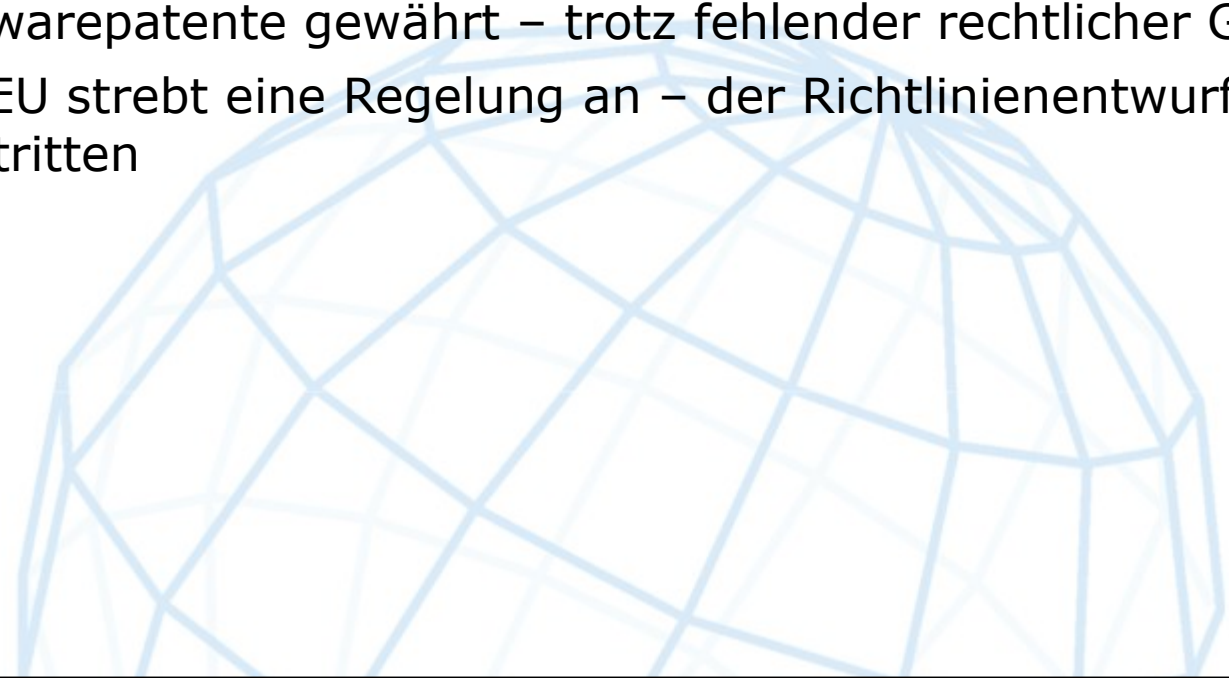 warepatente gewährt – trotz fehlender rechtlicher G
EU strebt eine Regelung an – der Richtlinienentwurf
tritten